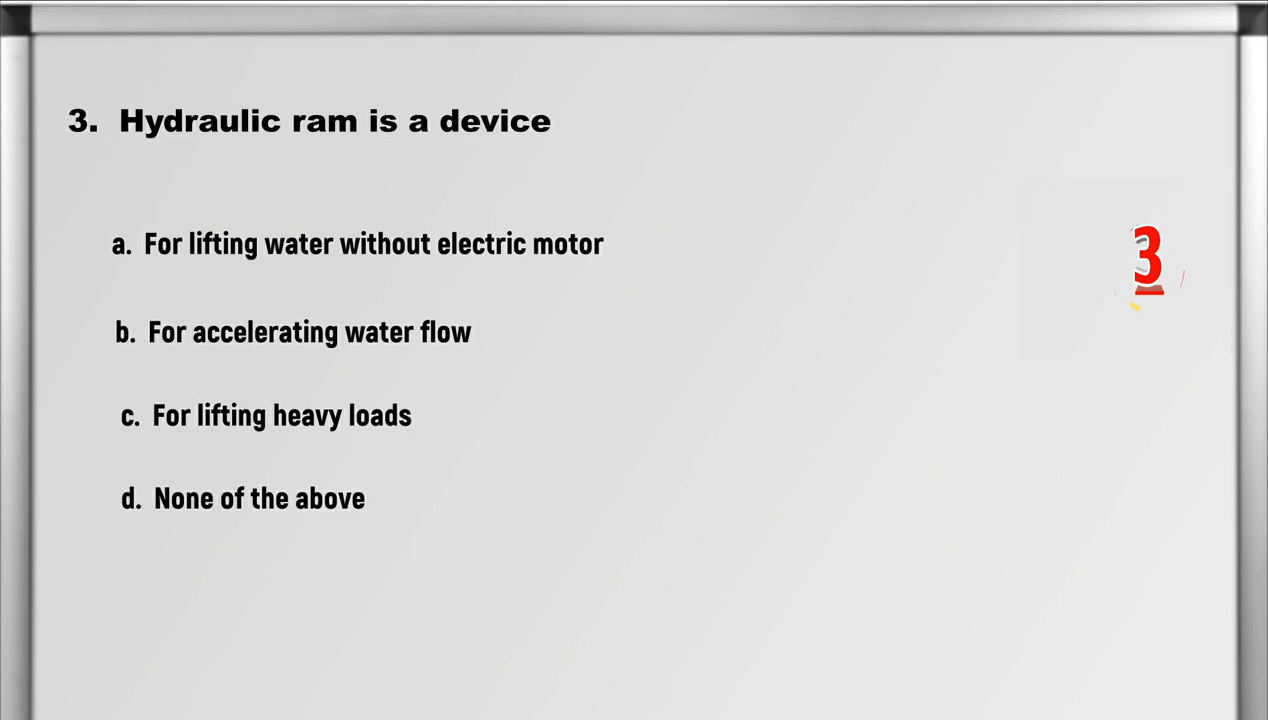 3. Hydraulic ram is a device
a. For lifting water without electric motor
3
b. For accelerating water flow
c. For lifting heavy loads
d. None of the above